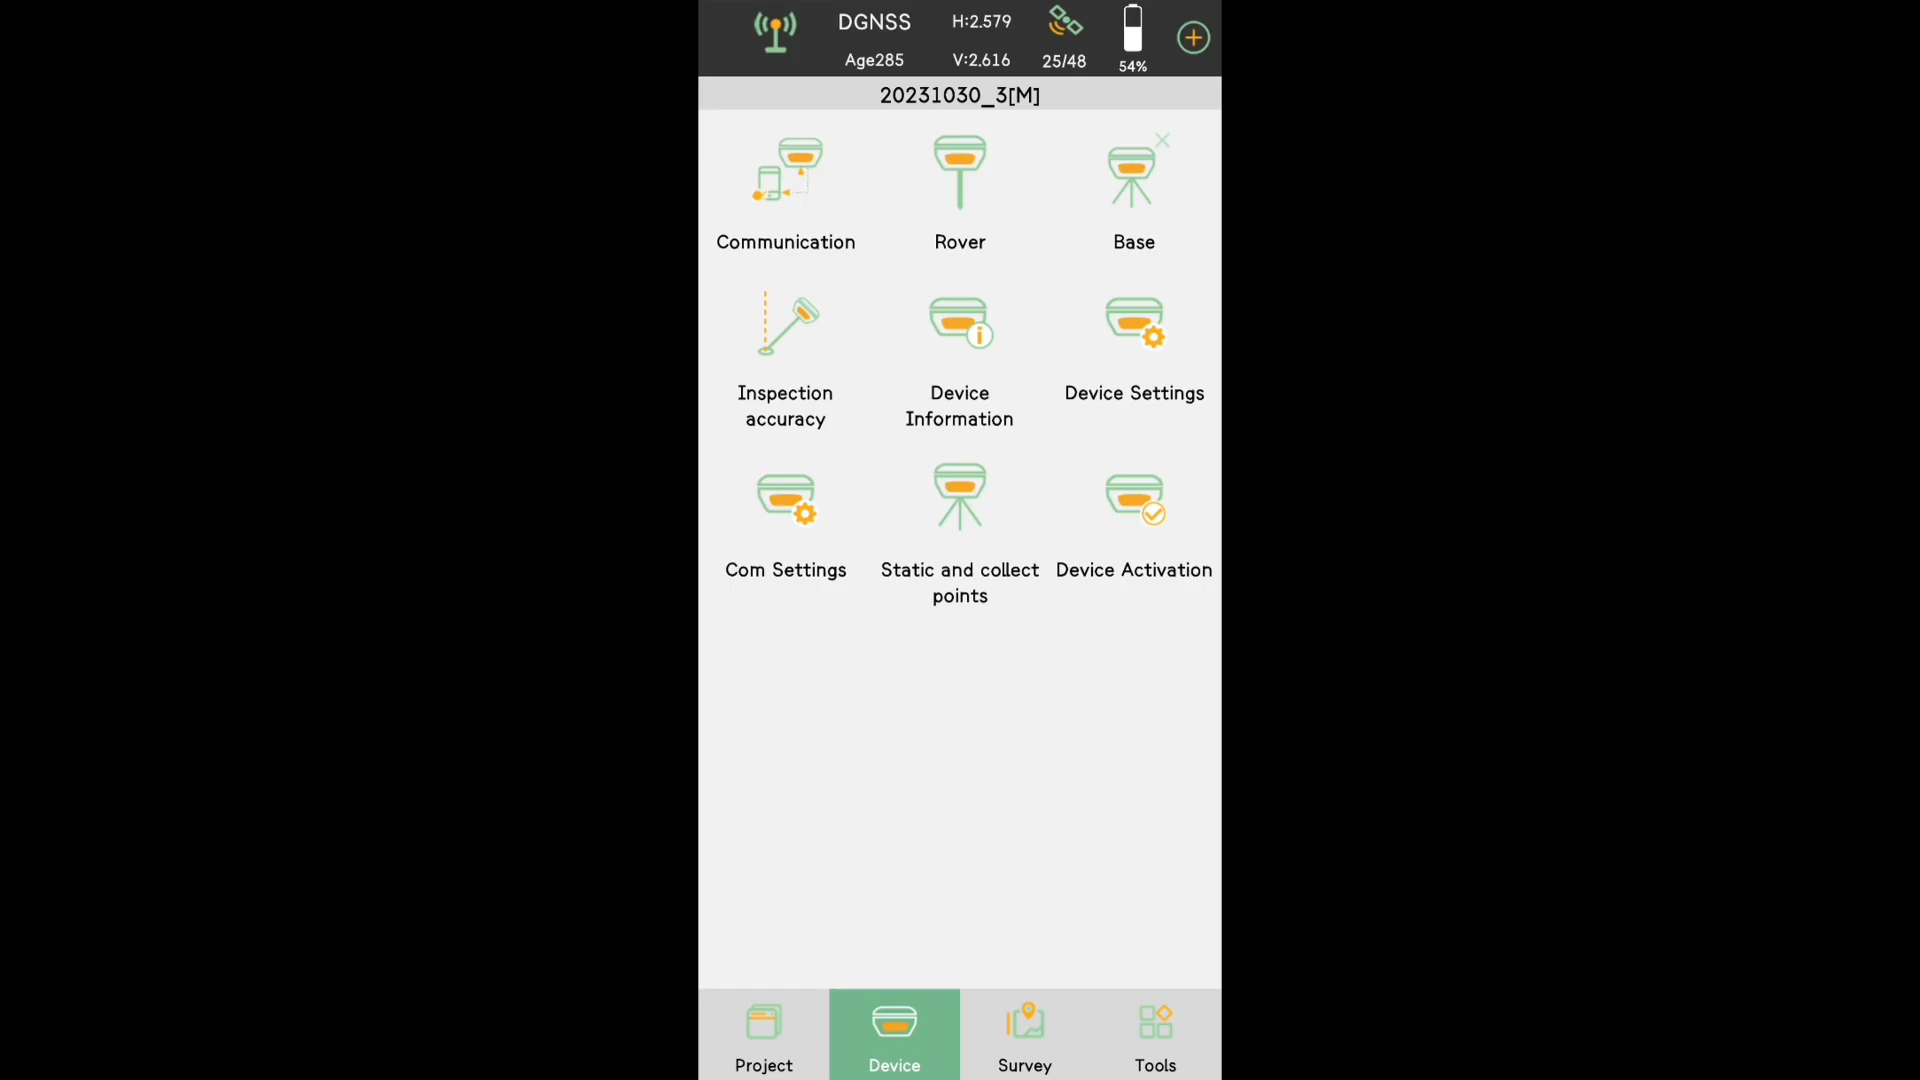 DGNSS H:2.579
Age285 V:2.616 25/48 54%
20231030_3[M]
Communication Rover Base
Inspection accuracy
Device Information
Device Settings
Com Settings
Static and collect points
Device Activation
Project Device Survey Tools